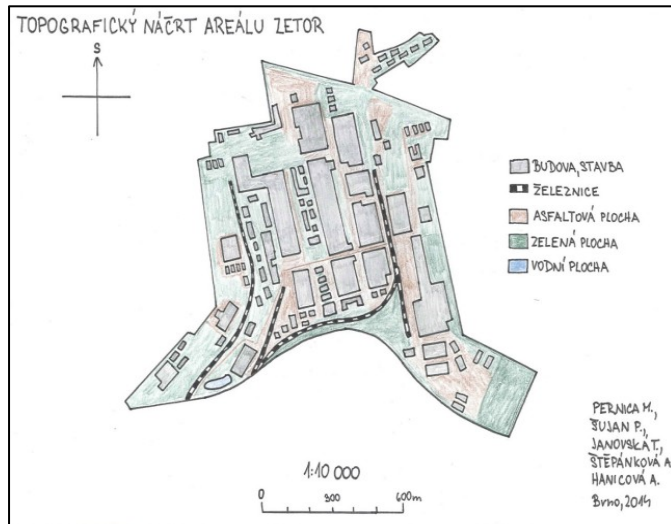 TOPOGRAFICKÝ NÁČRT AREÁLU ZETOR
S
BUDOVA, STAVBA
ŽELEZNICE
ASFALTOVÁ PLOCHA
ZELENÁ PLOCHA
VODNÍ PLOCHA
1:10 000
0 300 600m
PERNICA M.,
ŠUJAN P.,
JANOVSKÁ T.,
ŠTĚPÁNKOVÁ A.
HANICOVÁ A.
Brno, 2014